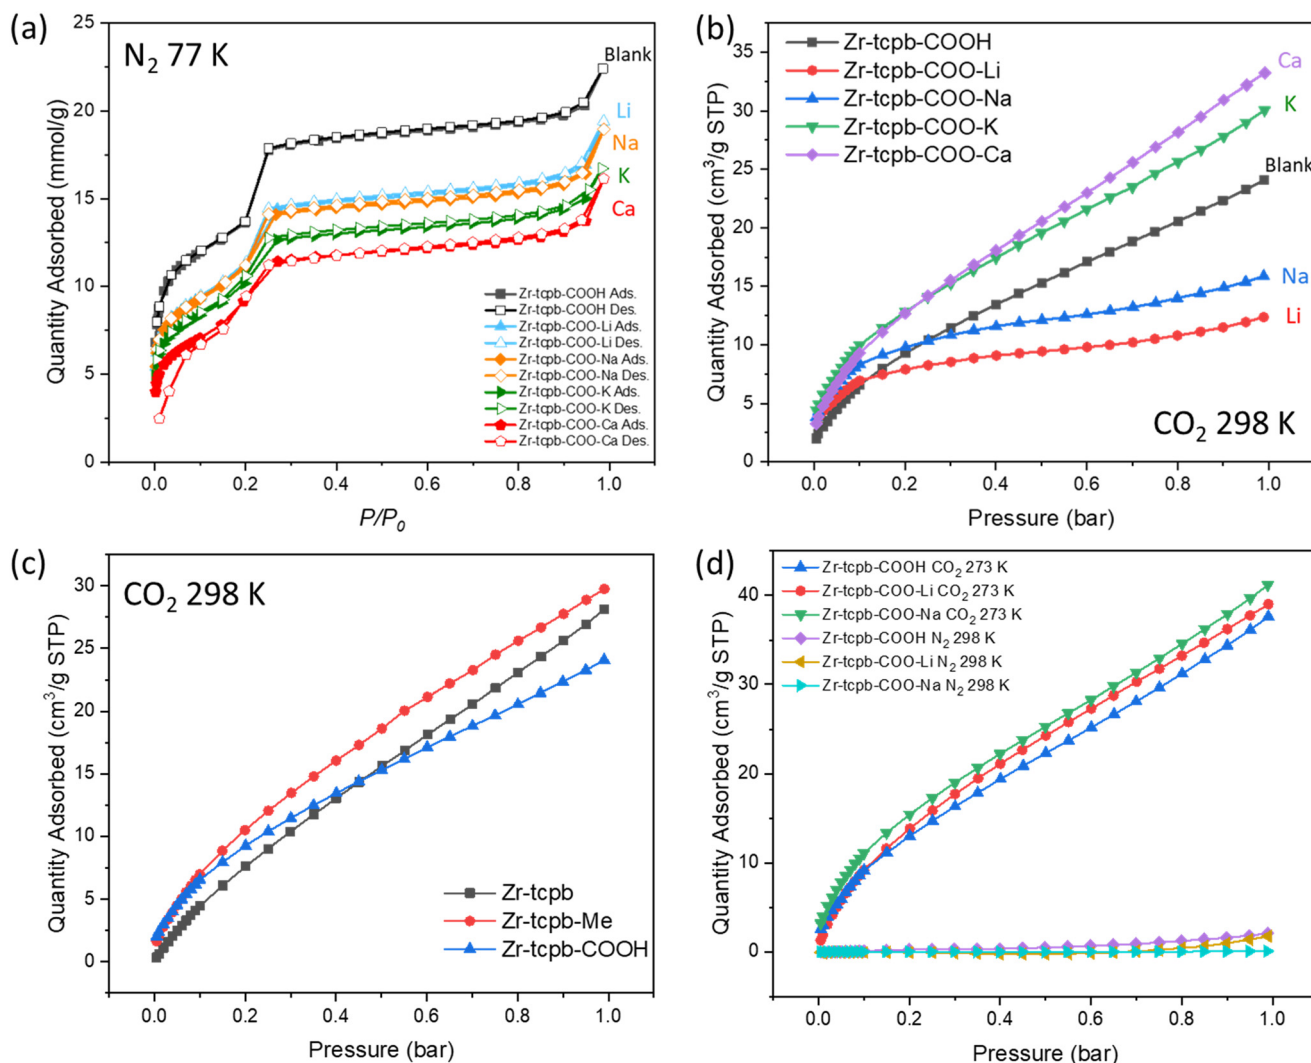 (a)
N₂ 77 K
Blank
Li
Na
K
Ca
Zr-tcpb-COOH Ads.
Zr-tcpb-COOH Des.
Zr-tcpb-COO-Li Ads.
Zr-tcpb-COO-Li Des.
Zr-tcpb-COO-Na Ads.
Zr-tcpb-COO-Na Des.
Zr-tcpb-COO-K Ads.
Zr-tcpb-COO-K Des.
Zr-tcpb-COO-Ca Ads.
Zr-tcpb-COO-Ca Des.
Quantity Adsorbed (mmol/g)
25
20
15
10
5
0
0.0 0.2 0.4 0.6 0.8 1.0
P/P₀
(b)
Zr-tcpb-COOH
Zr-tcpb-COO-Li
Zr-tcpb-COO-Na
Zr-tcpb-COO-K
Zr-tcpb-COO-Ca
Ca
K
Blank
Na
Li
CO₂ 298 K
Quantity Adsorbed (cm³/g STP)
35
30
25
20
15
10
5
0
0.0 0.2 0.4 0.6 0.8 1.0
Pressure (bar)
(c)
CO₂ 298 K
Zr-tcpb
Zr-tcpb-Me
Zr-tcpb-COOH
Quantity Adsorbed (cm³/g STP)
30
25
20
15
10
5
0
0.0 0.2 0.4 0.6 0.8 1.0
Pressure (bar)
(d)
Zr-tcpb-COOH CO₂ 273 K
Zr-tcpb-COO-Li CO₂ 273 K
Zr-tcpb-COO-Na CO₂ 273 K
Zr-tcpb-COOH N₂ 298 K
Zr-tcpb-COO-Li N₂ 298 K
Zr-tcpb-COO-Na N₂ 298 K
Quantity Adsorbed (cm³/g STP)
40
30
20
10
0
0.0 0.2 0.4 0.6 0.8 1.0
Pressure (bar)